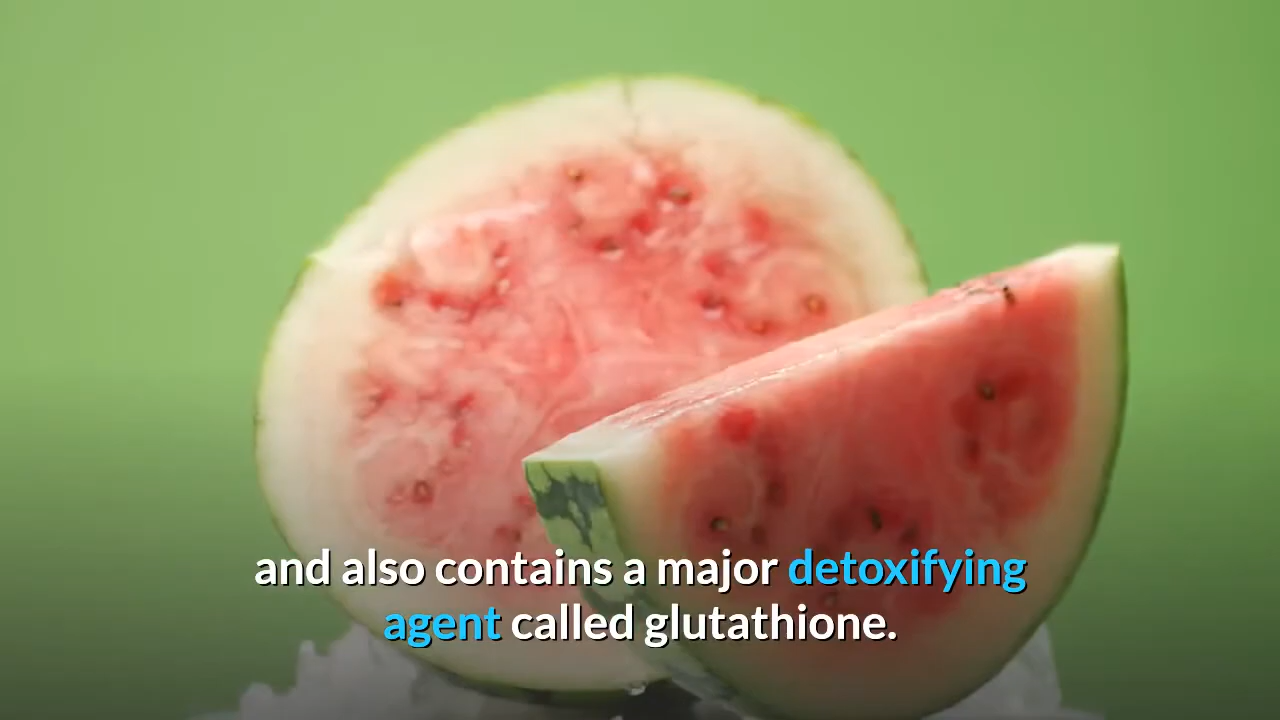 and also contains a major detoxifying
agent called glutathione.